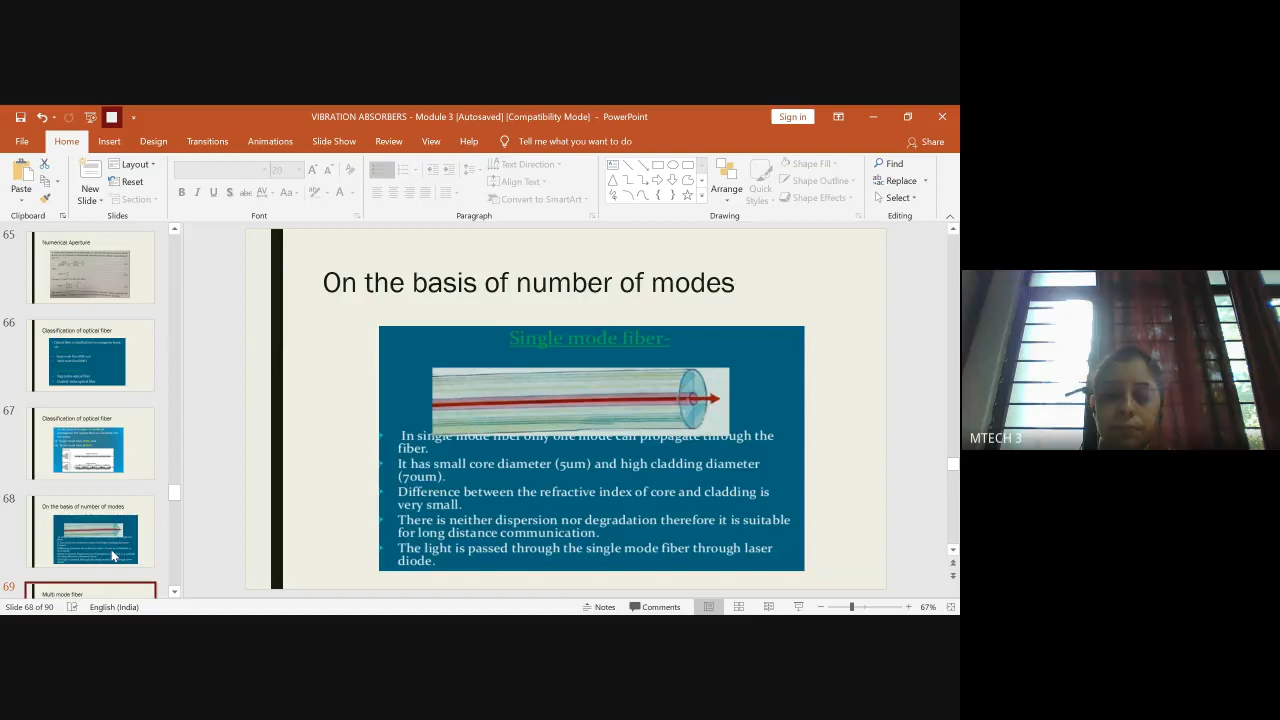 VIBRATION ABSORBERS - Module 3 [Autosaved] [Compatibility Mode] - PowerPoint
Sign in
File Home Insert Design Transitions Animations Slide Show Review View Help Tell me what you want to do
Share
Paste
New Slide
Layout
Reset
Section
20
Text Direction
Align Text
Convert to SmartArt
Arrange
Quick Styles
Shape Fill
Shape Outline
Shape Effects
Find
Replace
Select
Clipboard Slides Font Paragraph Drawing Editing
65
Numerical Aperture
66
Classification of optical fiber
67
Classification of optical fiber
68
On the basis of number of modes
69
Multi mode fiber
On the basis of number of modes
Single mode fiber-
In single mode fiber only one mode can propagate through the
fiber.
It has small core diameter (5um) and high cladding diameter
(70um).
Difference between the refractive index of core and cladding is
very small.
There is neither dispersion nor degradation therefore it is suitable
for long distance communication.
The light is passed through the single mode fiber through laser
diode.
MTECH 3
Slide 68 of 90 English (India) Notes Comments 67%